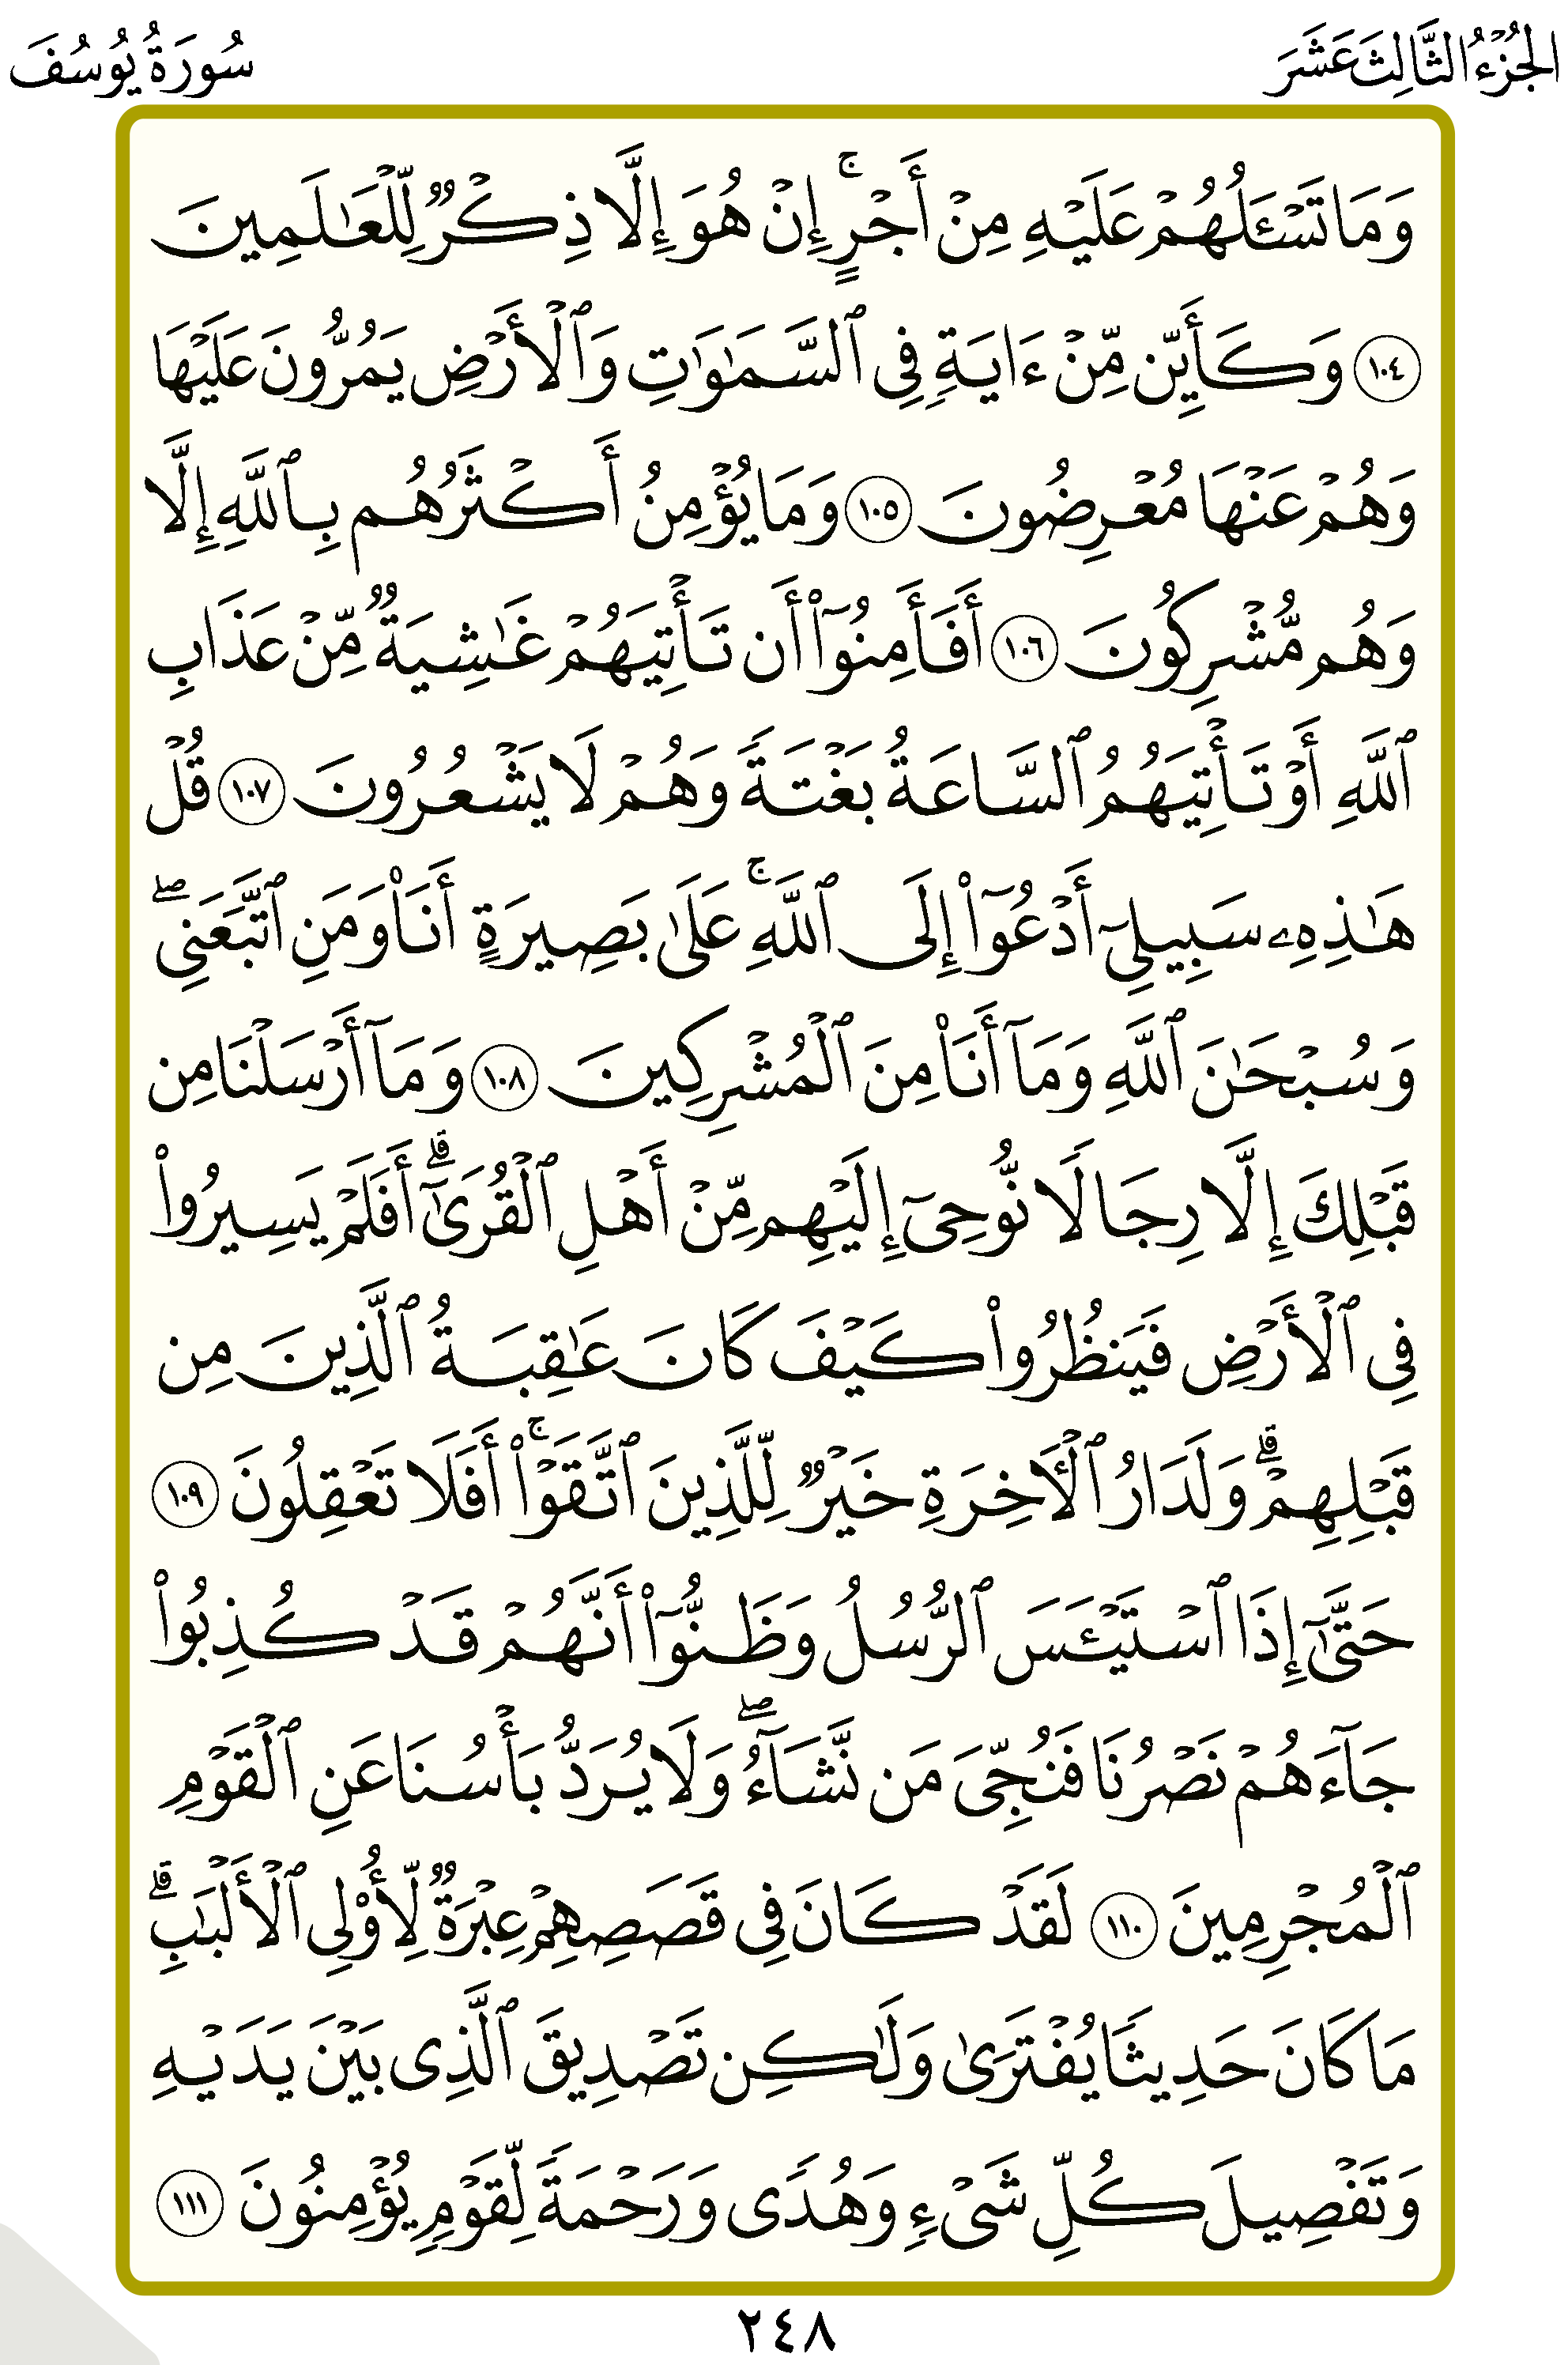 الجُزْءُ الثَّالِثَ عَشَرَ
سُورَةُ يُوسُفَ
وَمَا تَسْـَٔلُهُمْ عَلَيْهِ مِنْ أَجْرٍۚ إِنْ هُوَ إِلَّا ذِكْرٌ لِّلْعَٰلَمِينَ
١٠٤ وَكَأَيِّن مِّنْ ءَايَةٍ فِى ٱلسَّمَٰوَٰتِ وَٱلْأَرْضِ يَمُرُّونَ عَلَيْهَا
وَهُمْ عَنْهَا مُعْرِضُونَ ١٠٥ وَمَا يُؤْمِنُ أَكْثَرُهُم بِٱللَّهِ إِلَّا
وَهُم مُّشْرِكُونَ ١٠٦ أَفَأَمِنُوٓا۟ أَن تَأْتِيَهُمْ غَٰشِيَةٌ مِّنْ عَذَابِ
ٱللَّهِ أَوْ تَأْتِيَهُمُ ٱلسَّاعَةُ بَغْتَةً وَهُمْ لَا يَشْعُرُونَ ١٠٧ قُلْ
هَٰذِهِۦ سَبِيلِىٓ أَدْعُوٓا۟ إِلَى ٱللَّهِۚ عَلَىٰ بَصِيرَةٍ أَنَا۠ وَمَنِ ٱتَّبَعَنِىۖ
وَسُبْحَٰنَ ٱللَّهِ وَمَآ أَنَا۠ مِنَ ٱلْمُشْرِكِينَ ١٠٨ وَمَآ أَرْسَلْنَا مِن
قَبْلِكَ إِلَّا رِجَالًا نُّوحِىٓ إِلَيْهِم مِّنْ أَهْلِ ٱلْقُرَىٰٓۗ أَفَلَمْ يَسِيرُوا۟
فِى ٱلْأَرْضِ فَيَنظُرُوا۟ كَيْفَ كَانَ عَٰقِبَةُ ٱلَّذِينَ مِن
قَبْلِهِمْۗ وَلَدَارُ ٱلْـَٔاخِرَةِ خَيْرٌ لِّلَّذِينَ ٱتَّقَوْا۟ۚ أَفَلَا تَعْقِلُونَ ١٠٩
حَتَّىٰٓ إِذَا ٱسْتَيْـَٔسَ ٱلرُّسُلُ وَظَنُّوٓا۟ أَنَّهُمْ قَدْ كُذِبُوا۟
جَآءَهُمْ نَصْرُنَا فَنُجِّىَ مَن نَّشَآءُۖ وَلَا يُرَدُّ بَأْسُنَا عَنِ ٱلْقَوْمِ
ٱلْمُجْرِمِينَ ١١٠ لَقَدْ كَانَ فِى قَصَصِهِمْ عِبْرَةٌ لِّأُو۟لِى ٱلْأَلْبَٰبِۗ
مَا كَانَ حَدِيثًا يُفْتَرَىٰ وَلَٰكِن تَصْدِيقَ ٱلَّذِى بَيْنَ يَدَيْهِ
وَتَفْصِيلَ كُلِّ شَىْءٍ وَهُدًى وَرَحْمَةً لِّقَوْمٍ يُؤْمِنُونَ ١١١
٢٤٨